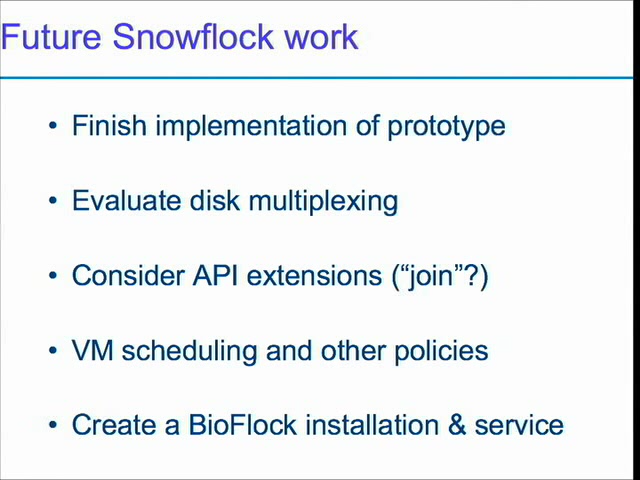 Future Snowflock work
• Finish implementation of prototype
• Evaluate disk multiplexing
• Consider API extensions (“join”?)
• VM scheduling and other policies
• Create a BioFlock installation & service